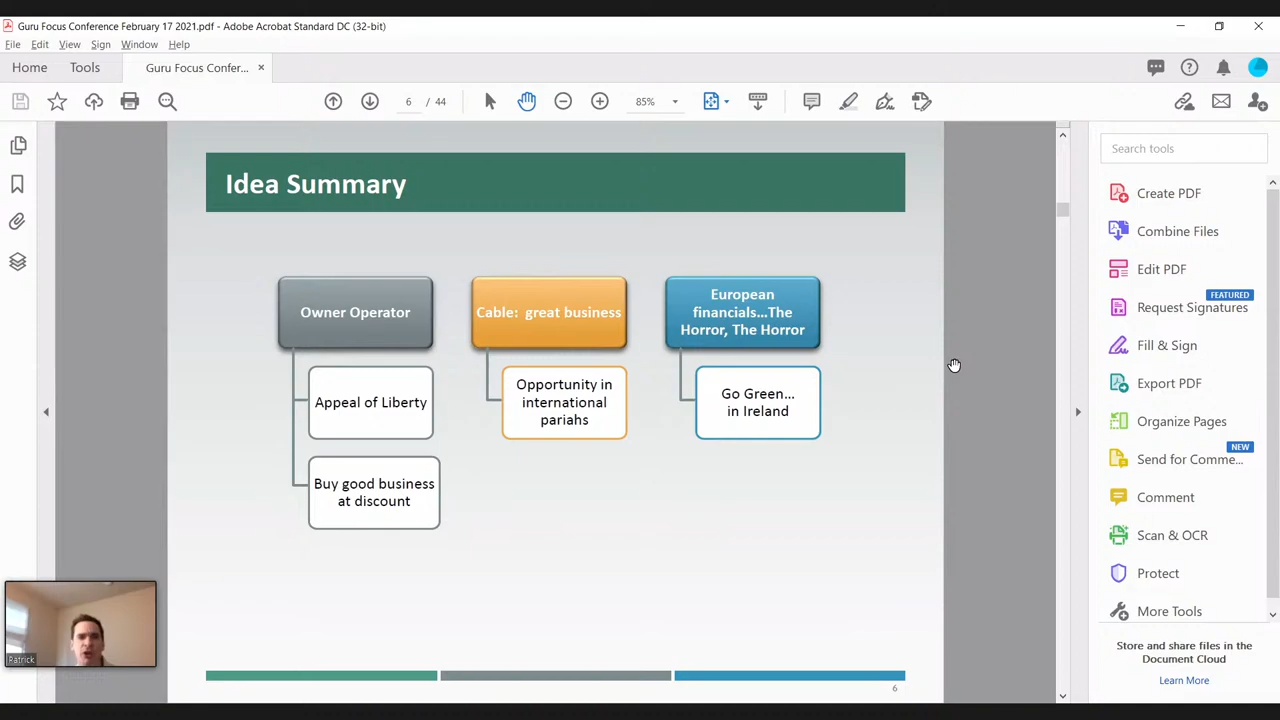 Guru Focus Conference February 17 2021.pdf - Adobe Acrobat Standard DC (32-bit)
File Edit View Sign Window Help
Home Tools Guru Focus Confer... ×
6 / 44 85%
Search tools
Create PDF
Combine Files
Edit PDF
FEATURED
Request Signatures
Fill & Sign
Export PDF
Organize Pages
NEW
Send for Comme...
Comment
Scan & OCR
Protect
More Tools
Store and share files in the
Document Cloud
Learn More
Idea Summary
Owner Operator
Appeal of Liberty
Buy good business
at discount
Cable: great business
Opportunity in
international
pariahs
European
financials...The
Horror, The Horror
Go Green...
in Ireland
6
Patrick